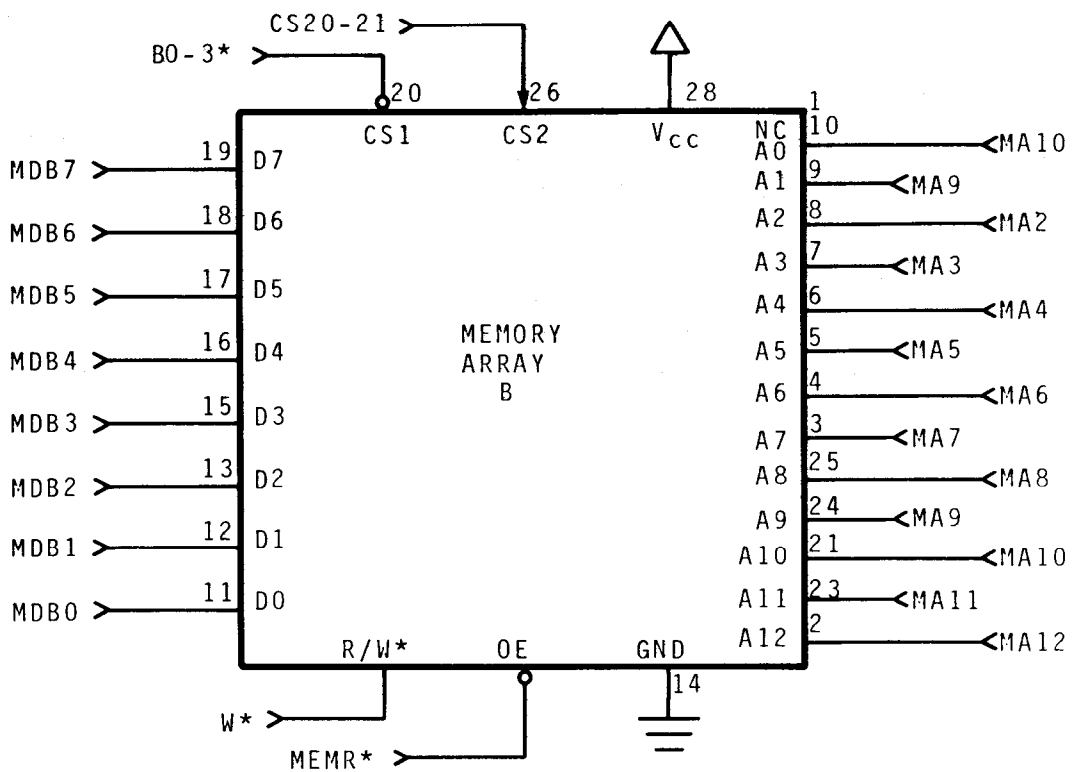 CS20-21
B0-3*
20
26
28
1
CS1
CS2
VCC
NC
10
A0
MA10
MDB7
19
D7
A1
9
MA9
MDB6
18
D6
A2
8
MA2
A3
7
MA3
MDB5
17
D5
A4
6
MA4
MEMORY
ARRAY
B
MDB4
16
D4
A5
5
MA5
A6
4
MA6
MDB3
15
D3
A7
3
MA7
MDB2
13
D2
A8
25
MA8
A9
24
MA9
MDB1
12
D1
A10
21
MA10
MDB0
11
D0
A11
23
MA11
A12
2
MA12
R/W*
OE
GND
14
W*
MEMR*